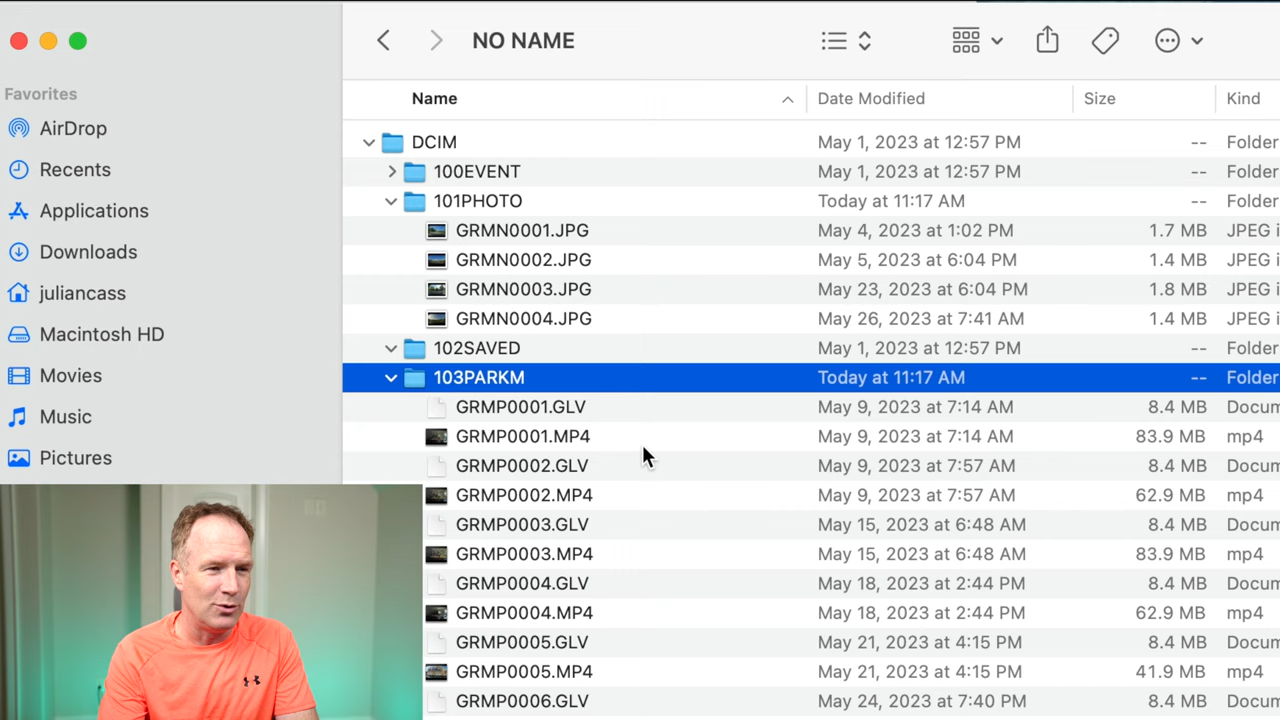 NO NAME
Favorites
AirDrop
Recents
Applications
Downloads
juliancass
Macintosh HD
Movies
Music
Pictures
Name Date Modified Size Kind
DCIM May 1, 2023 at 12:57 PM -- Folder
100EVENT May 1, 2023 at 12:57 PM -- Folder
101PHOTO Today at 11:17 AM -- Folder
GRMN0001.JPG May 4, 2023 at 1:02 PM 1.7 MB JPEG i
GRMN0002.JPG May 5, 2023 at 6:04 PM 1.4 MB JPEG i
GRMN0003.JPG May 23, 2023 at 6:04 PM 1.8 MB JPEG i
GRMN0004.JPG May 26, 2023 at 7:41 AM 1.4 MB JPEG i
102SAVED May 1, 2023 at 12:57 PM -- Folder
103PARKM Today at 11:17 AM -- Folder
GRMP0001.GLV May 9, 2023 at 7:14 AM 8.4 MB Docum
GRMP0001.MP4 May 9, 2023 at 7:14 AM 83.9 MB mp4
GRMP0002.GLV May 9, 2023 at 7:57 AM 8.4 MB Docum
GRMP0002.MP4 May 9, 2023 at 7:57 AM 62.9 MB mp4
GRMP0003.GLV May 15, 2023 at 6:48 AM 8.4 MB Docum
GRMP0003.MP4 May 15, 2023 at 6:48 AM 83.9 MB mp4
GRMP0004.GLV May 18, 2023 at 2:44 PM 8.4 MB Docum
GRMP0004.MP4 May 18, 2023 at 2:44 PM 62.9 MB mp4
GRMP0005.GLV May 21, 2023 at 4:15 PM 8.4 MB Docum
GRMP0005.MP4 May 21, 2023 at 4:15 PM 41.9 MB mp4
GRMP0006.GLV May 24, 2023 at 7:40 PM 8.4 MB Docum